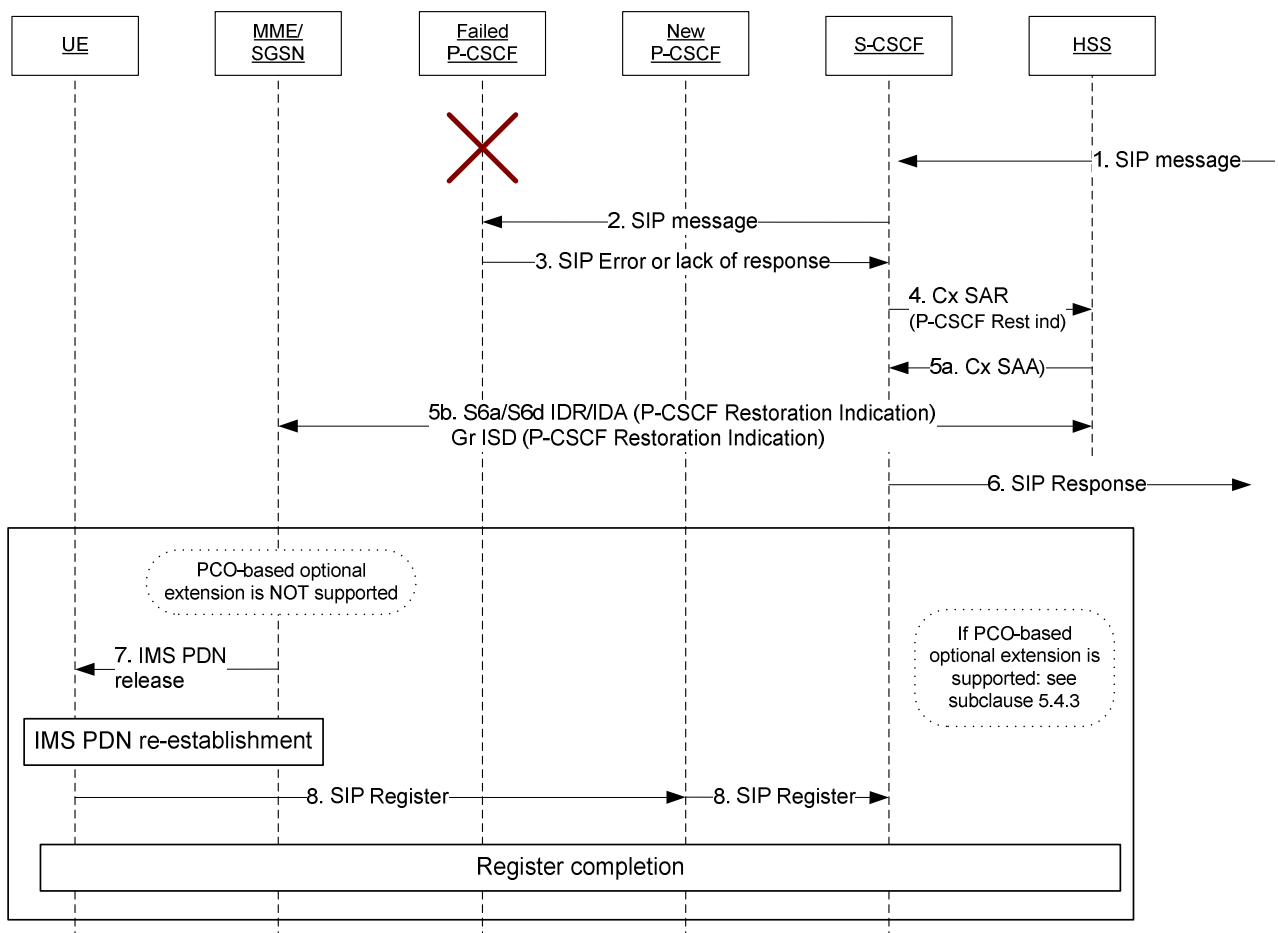 UE
MME/
SGSN
Failed
P-CSCF
New
P-CSCF
S-CSCF
HSS
1. SIP message
2. SIP message
3. SIP Error or lack of response
4. Cx SAR
(P-CSCF Rest ind)
5a. Cx SAA)
5b. S6a/S6d IDR/IDA (P-CSCF Restoration Indication)
Gr ISD (P-CSCF Restoration Indication)
6. SIP Response
PCO-based optional
extension is NOT supported
If PCO-based
optional extension is
supported: see
subclause 5.4.3
7. IMS PDN
release
IMS PDN re-establishment
8. SIP Register
8. SIP Register
Register completion